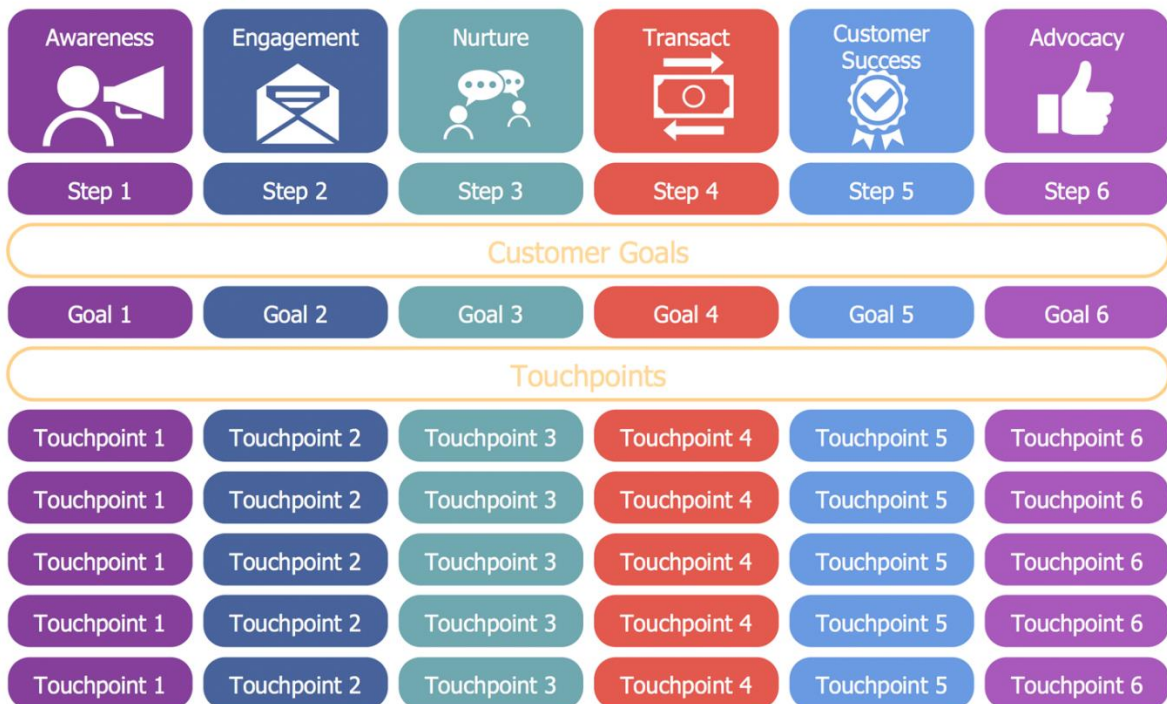 Awareness
Engagement
Nurture
Transact
Customer
Success
Advocacy
Step 1
Step 2
Step 3
Step 4
Step 5
Step 6
Customer Goals
Goal 1
Goal 2
Goal 3
Goal 4
Goal 5
Goal 6
Touchpoints
Touchpoint 1
Touchpoint 2
Touchpoint 3
Touchpoint 4
Touchpoint 5
Touchpoint 6
Touchpoint 1
Touchpoint 2
Touchpoint 3
Touchpoint 4
Touchpoint 5
Touchpoint 6
Touchpoint 1
Touchpoint 2
Touchpoint 3
Touchpoint 4
Touchpoint 5
Touchpoint 6
Touchpoint 1
Touchpoint 2
Touchpoint 3
Touchpoint 4
Touchpoint 5
Touchpoint 6
Touchpoint 1
Touchpoint 2
Touchpoint 3
Touchpoint 4
Touchpoint 5
Touchpoint 6